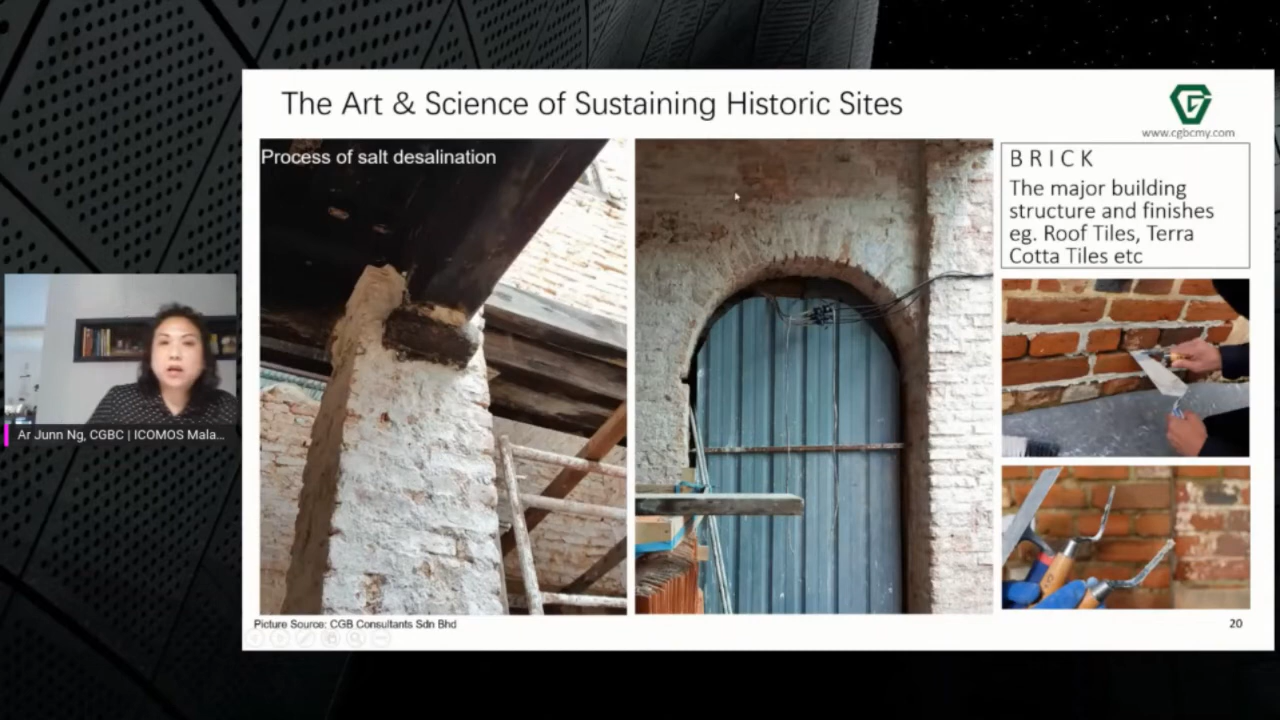 The Art & Science of Sustaining Historic Sites
www.cgbcmy.com
Process of salt desalination
BRICK
The major building
structure and finishes
eg. Roof Tiles, Terra
Cotta Tiles etc
Ar Junn Ng, CGBC | ICOMOS Mala...
Picture Source: CGB Consultants Sdn Bhd
20